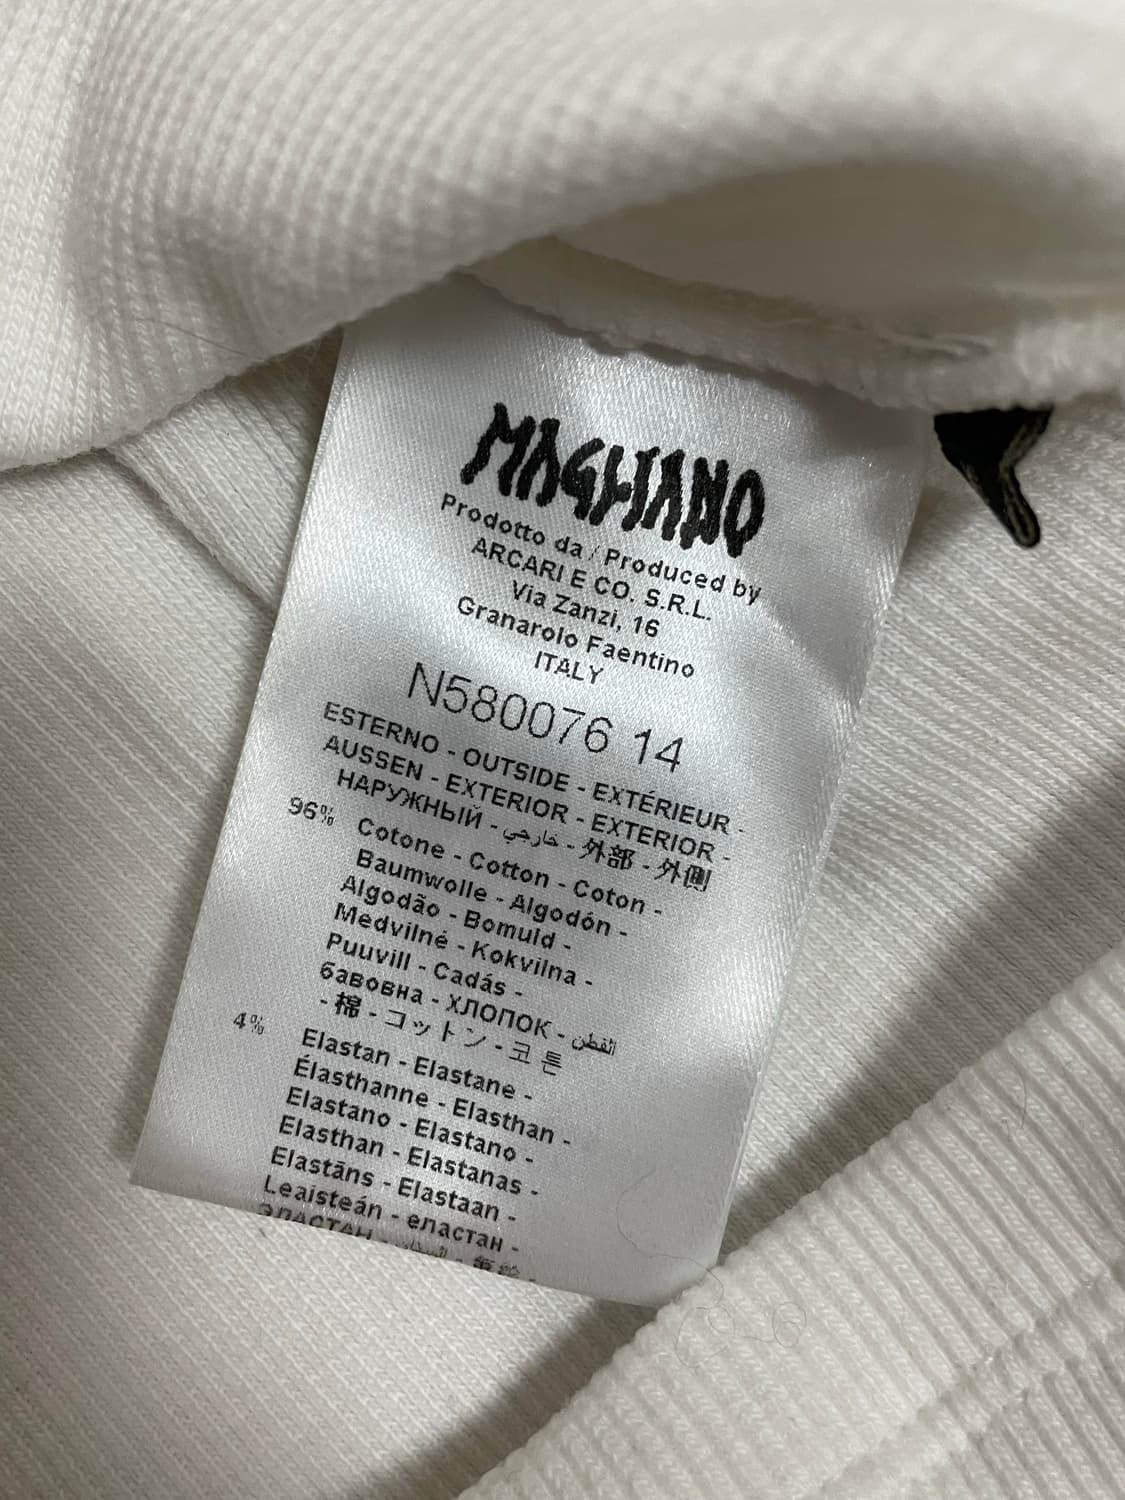 MAGLIANO
Prodotto da / Produced by
ARCARI E CO. S.R.L.
Via Zanzi, 16
Granarolo Faentino
ITALY
N580076 14
ESTERNO - OUTSIDE - EXTÉRIEUR -
AUSSEN - EXTERIOR - EXTERIOR -
НАРУЖНЫЙ - خارجي - 外部 - 外側
96% Cotone - Cotton - Coton -
Baumwolle - Algodón -
Algodão - Bomuld -
Medvilnė - Kokvilna -
Puuvill - Cadás -
бавовна - ХЛОПОК - القطن
- 棉 - コットン - 코튼
4% Elastan - Elastane -
Élasthanne - Elasthan -
Elastano - Elastano -
Elasthan - Elastanas -
Elastāns - Elastaan -
Leaisteán - еластан -
ЭЛАСТАН -